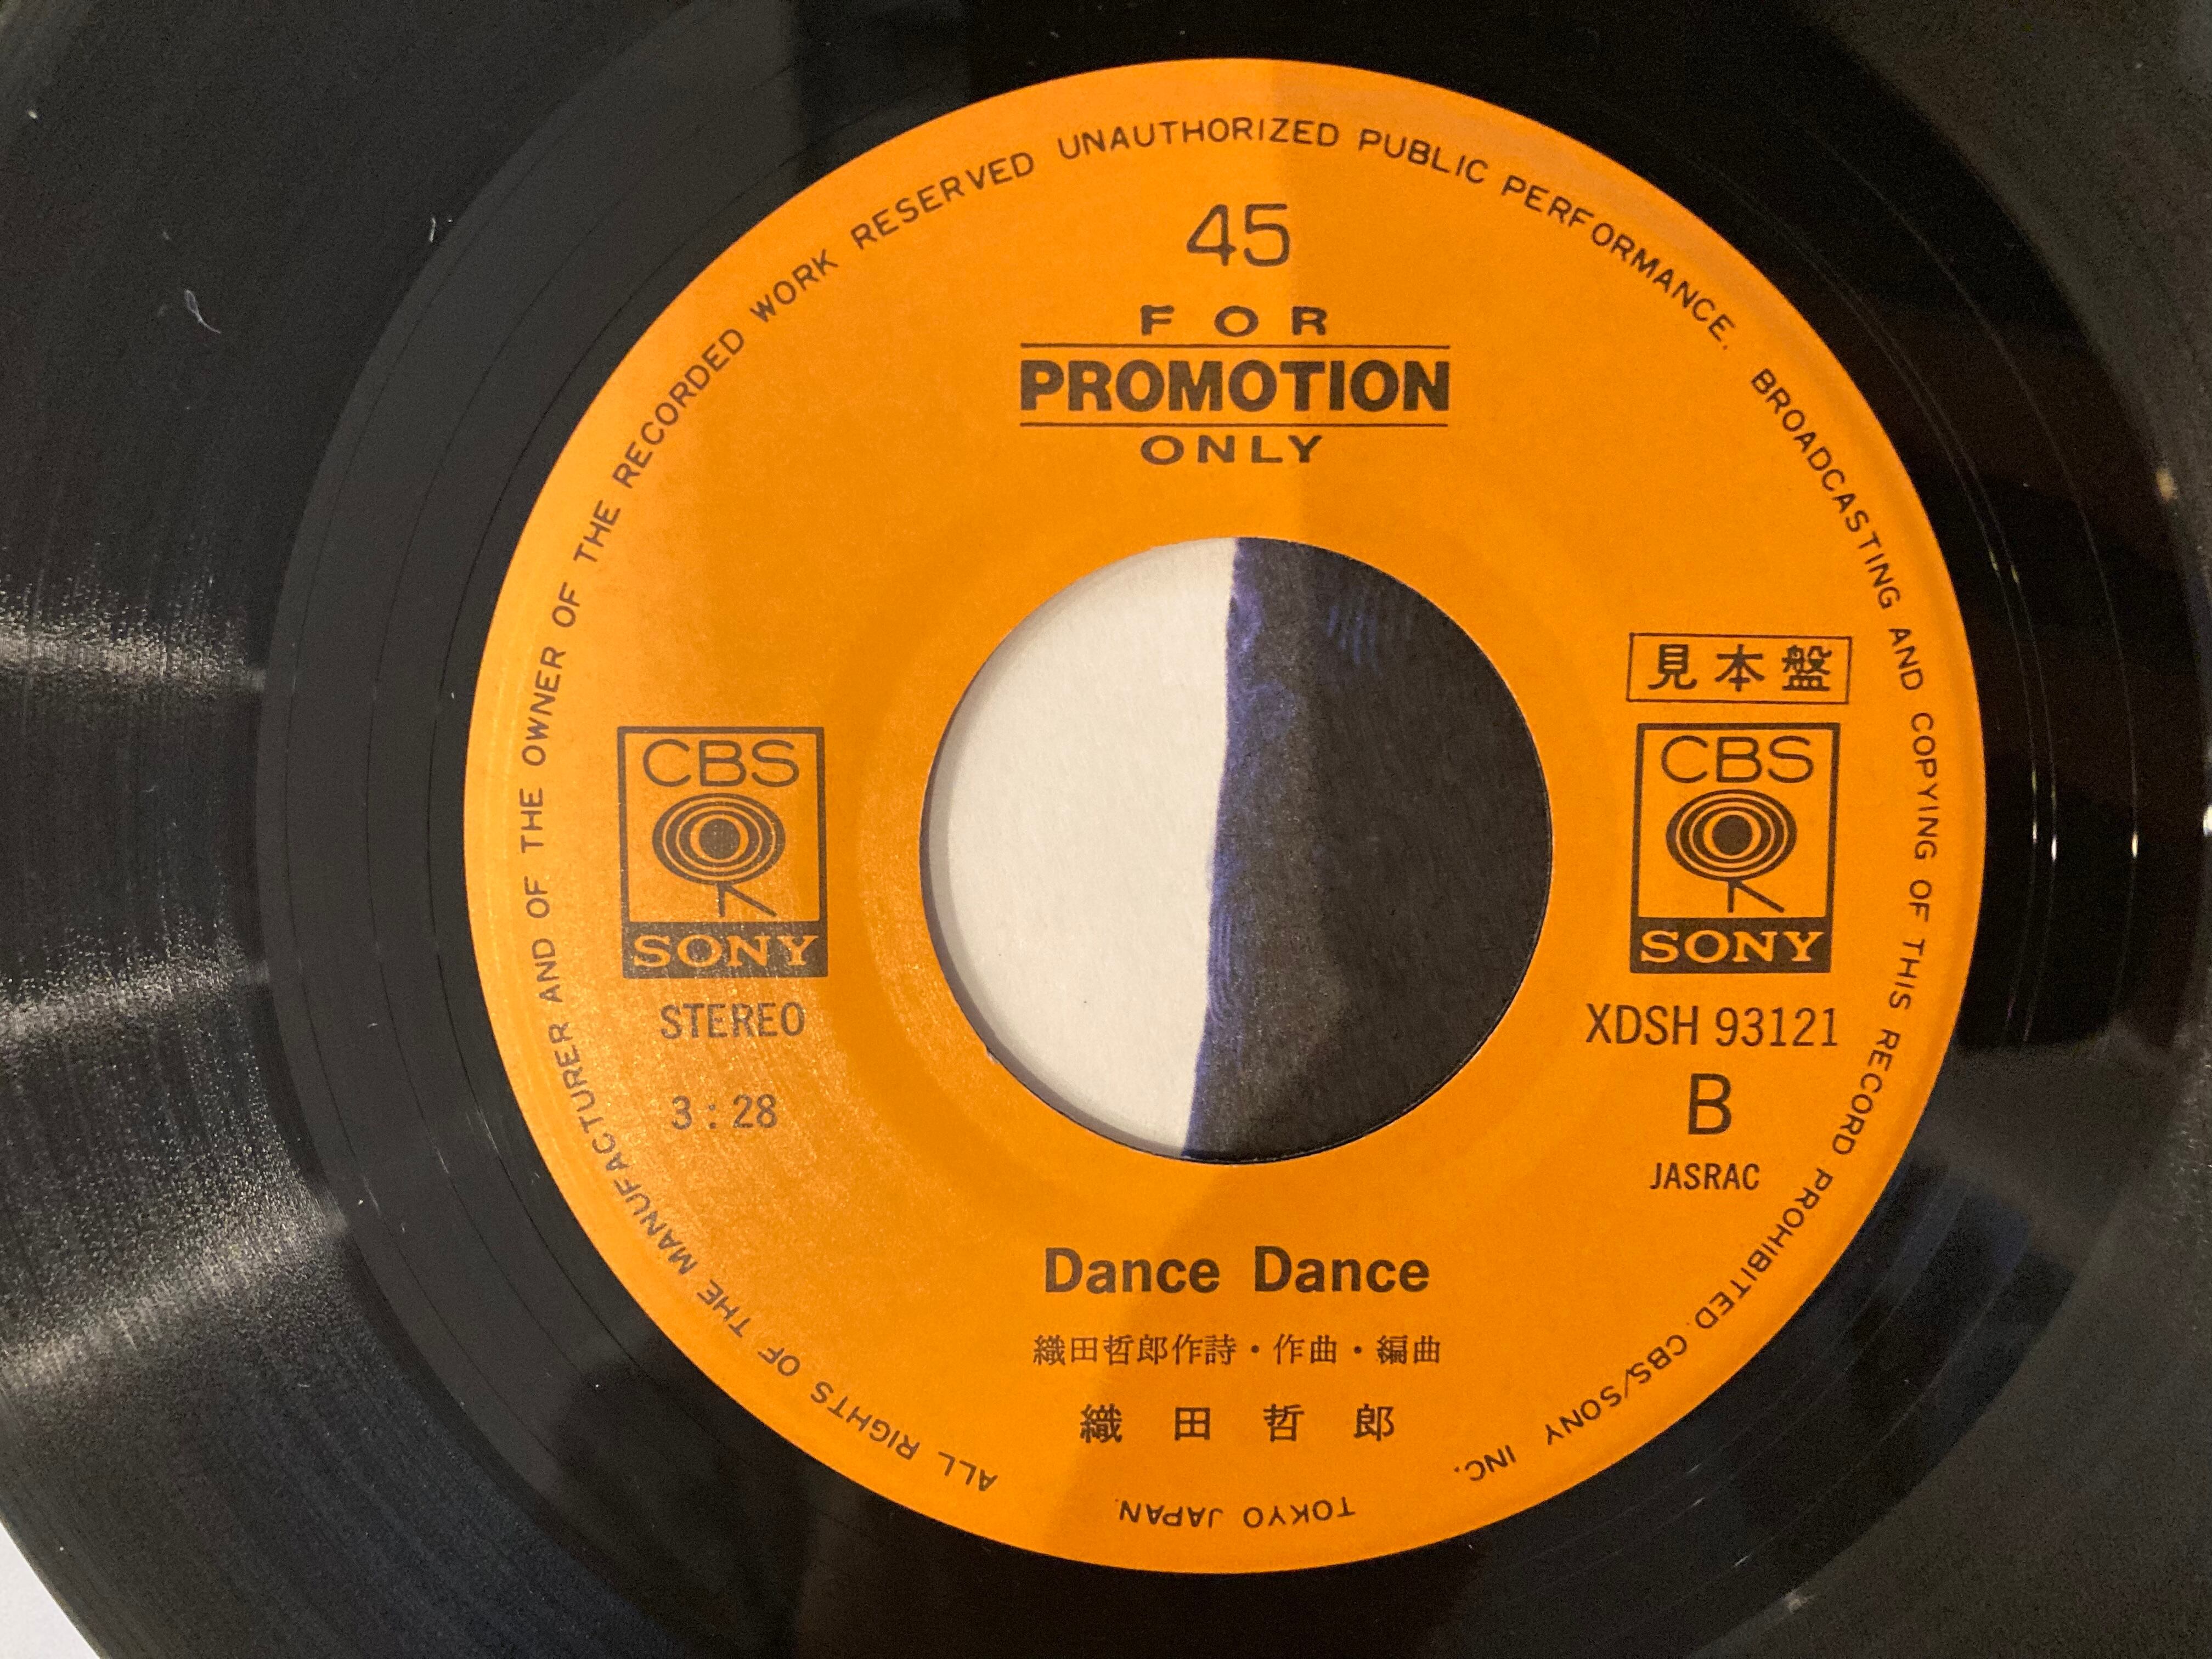 ALL RIGHTS OF THE MANUFACTURER AND OF THE OWNER OF THE RECORDED WORK RESERVED UNAUTHORIZED PUBLIC PERFORMANCE. BROADCASTING AND COPYING OF THIS RECORD PROHIBITED. CBS/SONY INC.
TOKYO JAPAN.
45
FOR
PROMOTION
ONLY
見本盤
CBS
SONY
STEREO
3:28
CBS
SONY
XDSH 93121
B
JASRAC
Dance Dance
織田哲郎作詩・作曲・編曲
織田哲郎